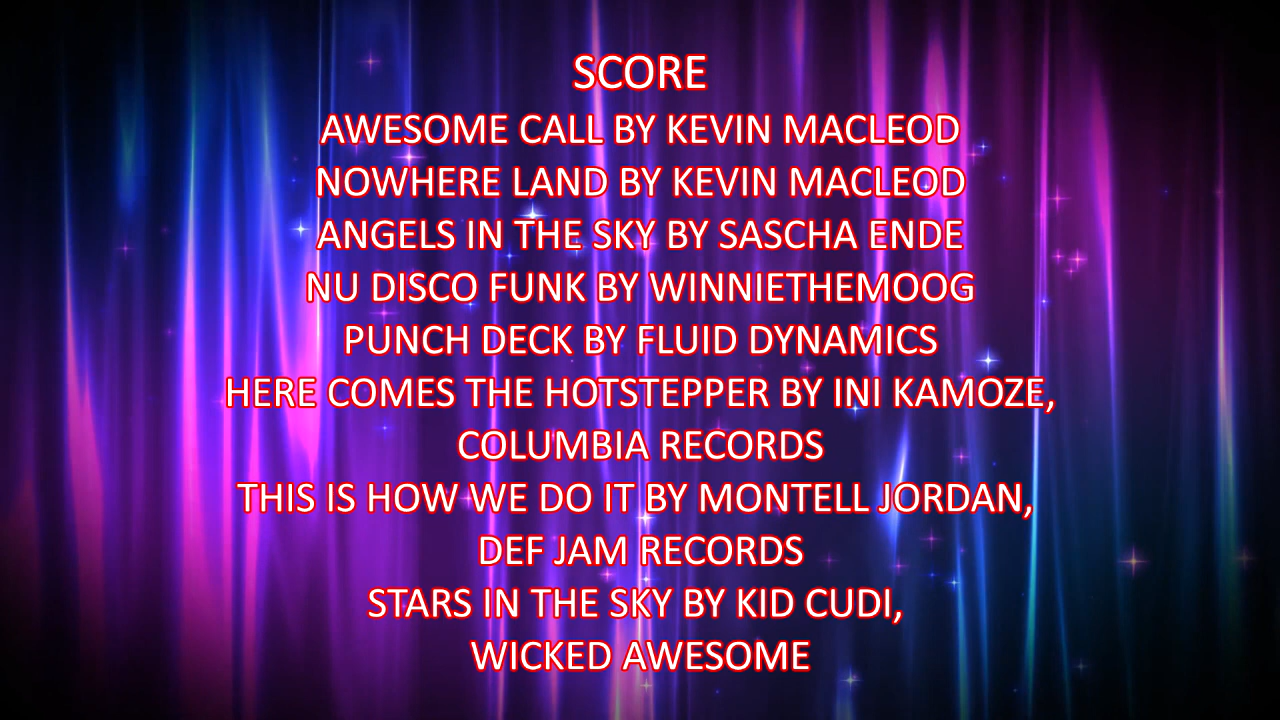 SCORE
AWESOME CALL BY KEVIN MACLEOD
NOWHERE LAND BY KEVIN MACLEOD
ANGELS IN THE SKY BY SASCHA ENDE
NU DISCO FUNK BY WINNIETHEMOOG
PUNCH DECK BY FLUID DYNAMICS
HERE COMES THE HOTSTEPPER BY INI KAMOZE,
COLUMBIA RECORDS
THIS IS HOW WE DO IT BY MONTELL JORDAN,
DEF JAM RECORDS
STARS IN THE SKY BY KID CUDI,
WICKED AWESOME